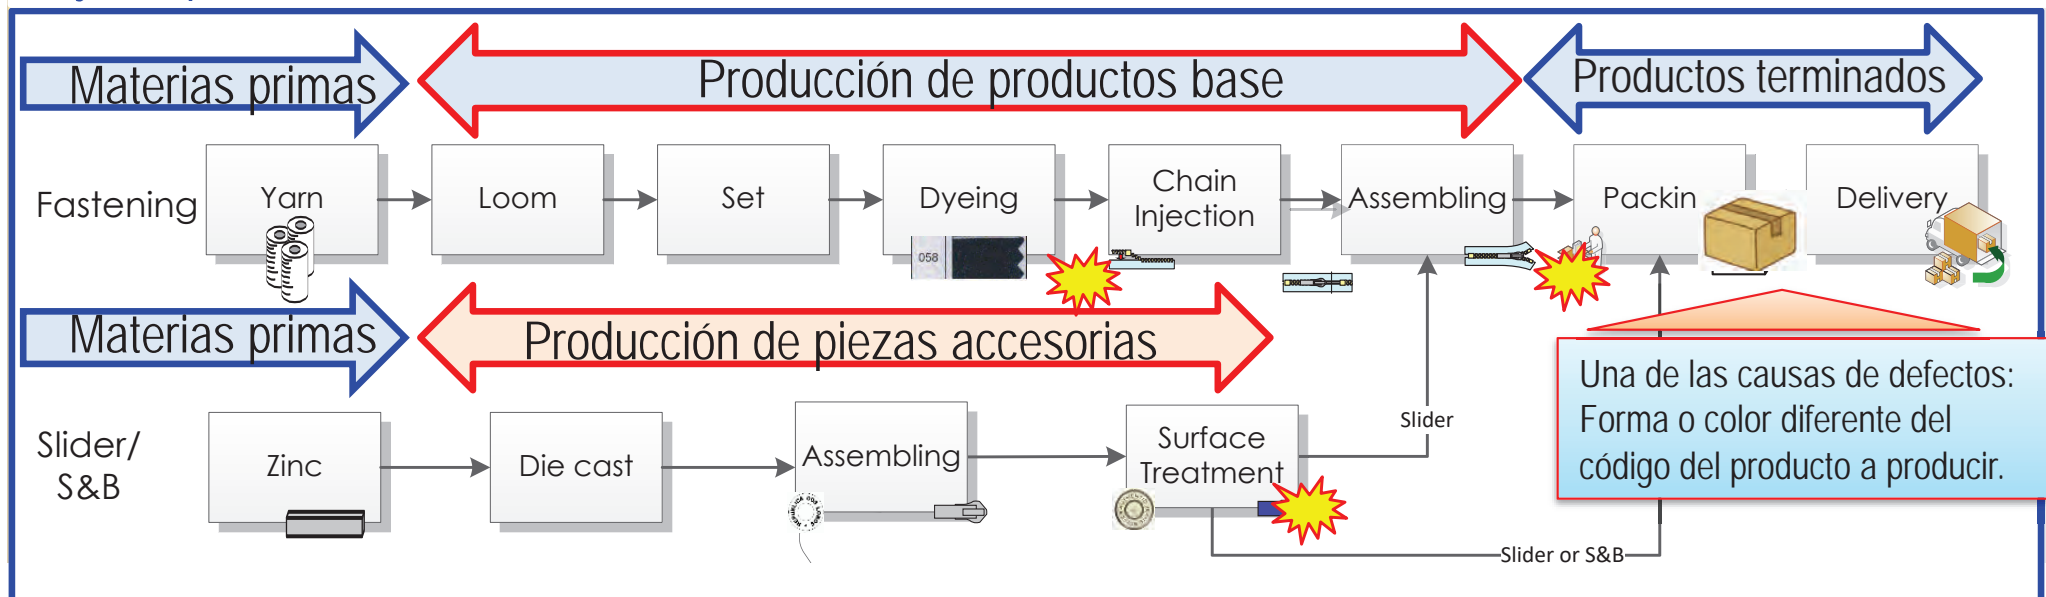 Materias primas
Producción de productos base
Productos terminados
Fastening
Yarn
Loom
Set
Dyeing
058
Chain
Injection
Assembling
Packin
Delivery
Materias primas
Producción de piezas accesorias
Slider/
S&B
Zinc
Die cast
Assembling
Surface
Treatment
Slider
Slider or S&B
Una de las causas de defectos:
Forma o color diferente del
código del producto a producir.